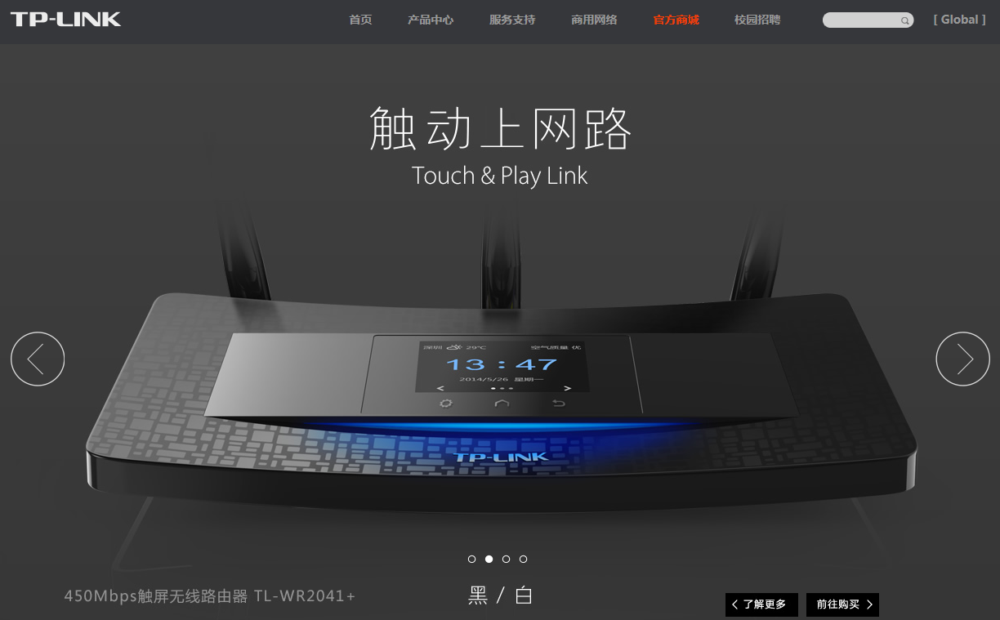 TP-LINK
首页 产品中心 服务支持 商用网络 官方商城 校园招聘 [ Global ]
触动上网路
Touch & Play Link
深圳 29℃ 空气质量 优
13:47
2014/5/26 星期一
TP-LINK
450Mbps触屏无线路由器 TL-WR2041+
黑 / 白
了解更多 前往购买